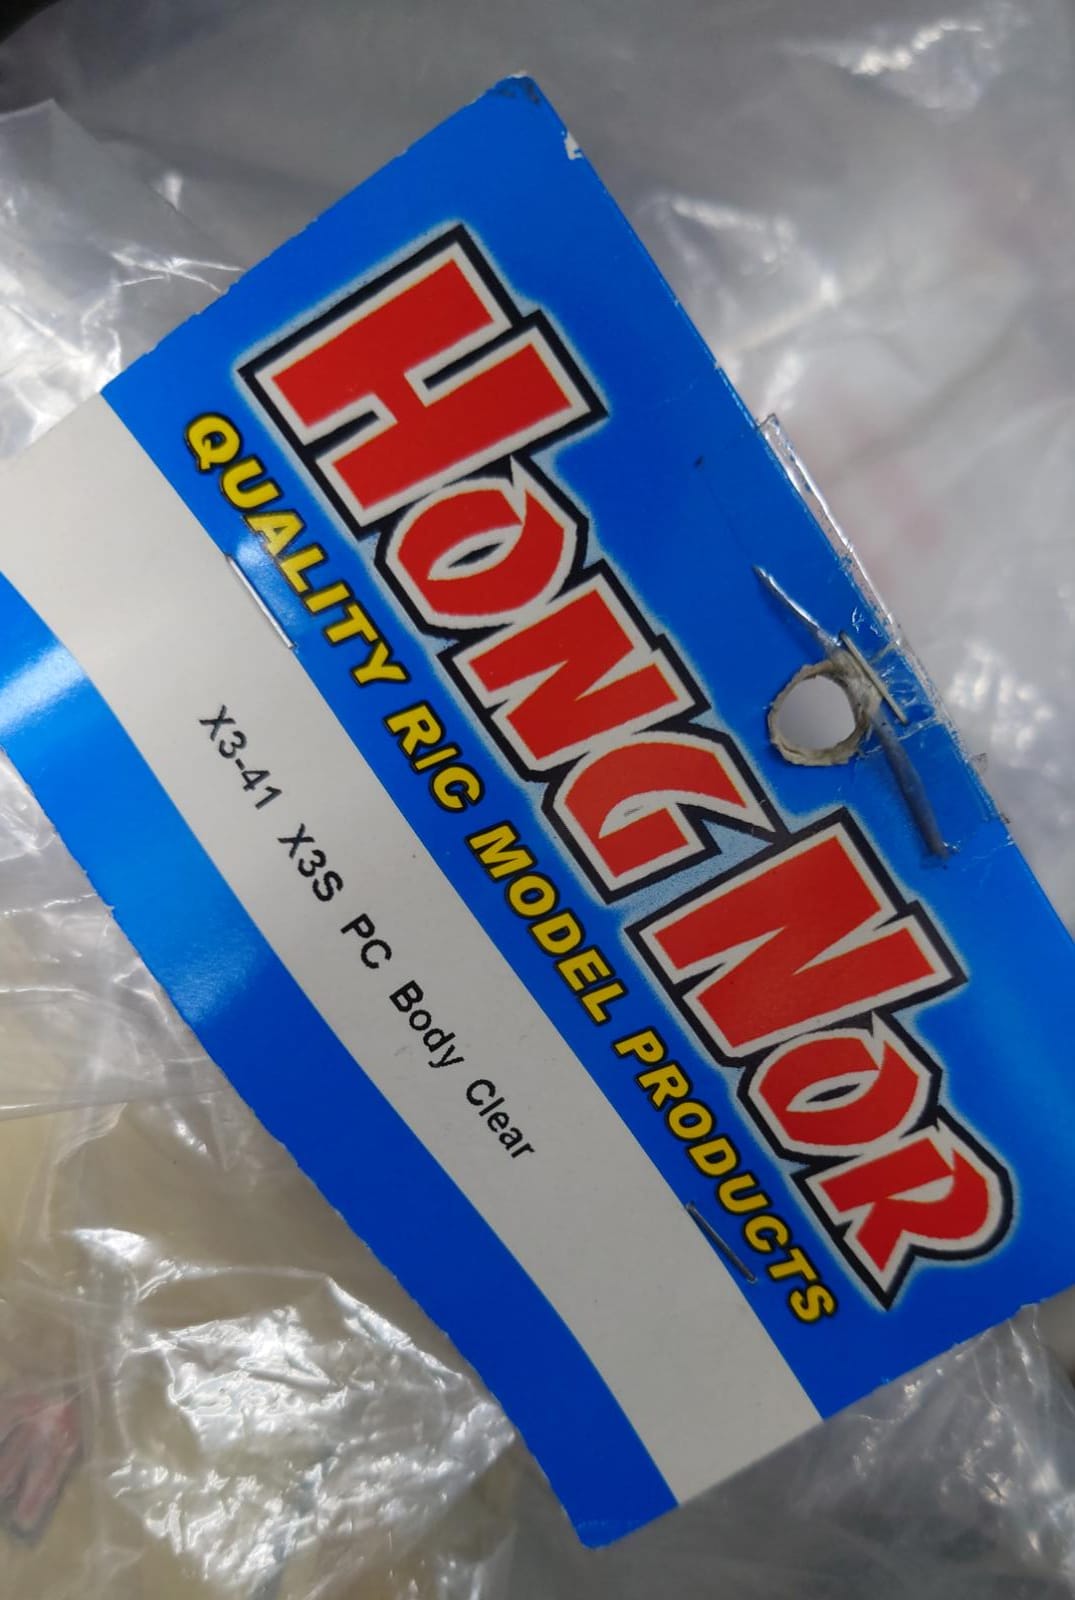 HONG NOR
QUALITY R/C MODEL PRODUCTS
X3-41 X3S PC Body Clear